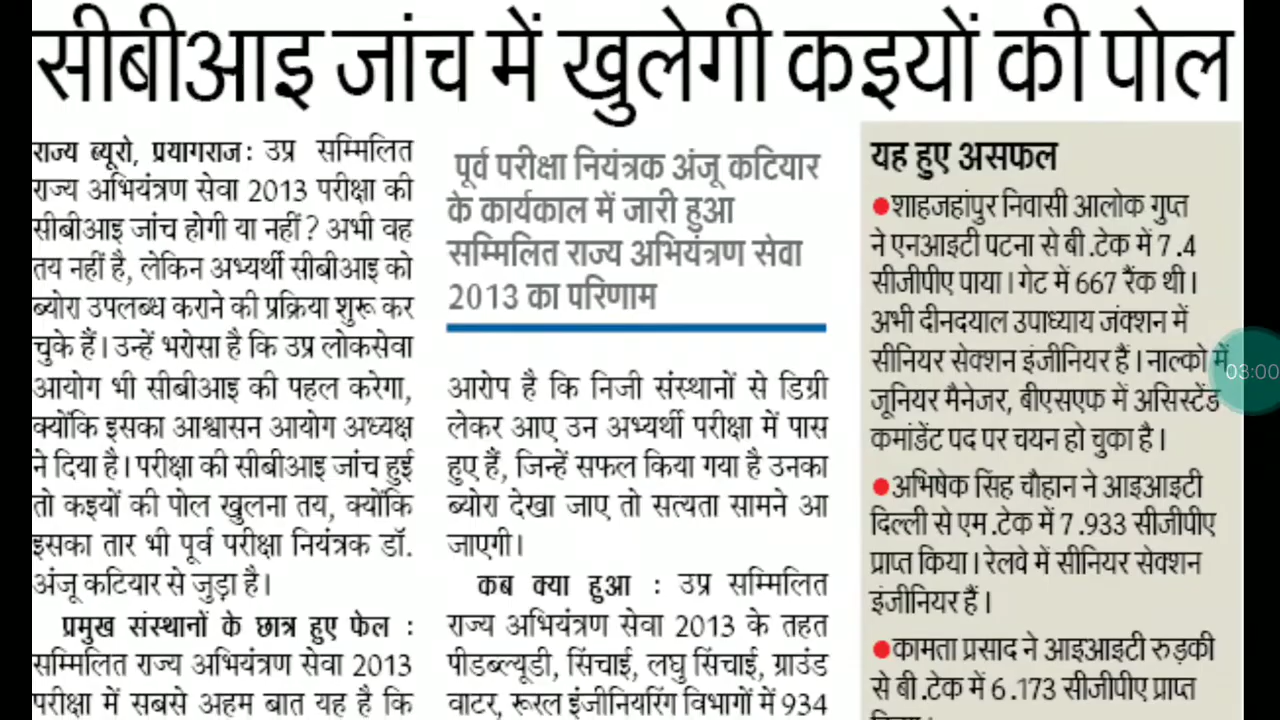 सीबीआइ जांच में खुलेगी कइयों की पोल
राज्य ब्यूरो, प्रयागराज: उप्र सम्मिलित
राज्य अभियंत्रण सेवा 2013 परीक्षा की
सीबीआइ जांच होगी या नहीं? अभी वह
तय नहीं है, लेकिन अभ्यर्थी सीबीआइ को
ब्योरा उपलब्ध कराने की प्रक्रिया शुरू कर
चुके हैं। उन्हें भरोसा है कि उप्र लोकसेवा
आयोग भी सीबीआइ की पहल करेगा,
क्योंकि इसका आश्वासन आयोग अध्यक्ष
ने दिया है। परीक्षा की सीबीआइ जांच हुई
तो कइयों की पोल खुलना तय, क्योंकि
इसका तार भी पूर्व परीक्षा नियंत्रक डॉ.
अंजू कटियार से जुड़ा है।
प्रमुख संस्थानों के छात्र हुए फेल :
सम्मिलित राज्य अभियंत्रण सेवा 2013
परीक्षा में सबसे अहम बात यह है कि
पूर्व परीक्षा नियंत्रक अंजू कटियार
के कार्यकाल में जारी हुआ
सम्मिलित राज्य अभियंत्रण सेवा
2013 का परिणाम
आरोप है कि निजी संस्थानों से डिग्री
लेकर आए उन अभ्यर्थी परीक्षा में पास
हुए हैं, जिन्हें सफल किया गया है उनका
ब्योरा देखा जाए तो सत्यता सामने आ
जाएगी।
कब क्या हुआ : उप्र सम्मिलित
राज्य अभियंत्रण सेवा 2013 के तहत
पीडब्ल्यूडी, सिंचाई, लघु सिंचाई, ग्राउंड
वाटर, रूरल इंजीनियरिंग विभागों में 934
यह हुए असफल
●शाहजहांपुर निवासी आलोक गुप्त
ने एनआइटी पटना से बी.टेक में 7.4
सीजीपीए पाया। गेट में 667 रैंक थी।
अभी दीनदयाल उपाध्याय जंक्शन में
सीनियर सेक्शन इंजीनियर हैं। नाल्को में
जूनियर मैनेजर, बीएसएफ में असिस्टेंड
कमांडेंट पद पर चयन हो चुका है।
●अभिषेक सिंह चौहान ने आइआइटी
दिल्ली से एम.टेक में 7.933 सीजीपीए
प्राप्त किया। रेलवे में सीनियर सेक्शन
इंजीनियर हैं।
●कामता प्रसाद ने आइआइटी रुड़की
से बी.टेक में 6.173 सीजीपीए प्राप्त
03:00